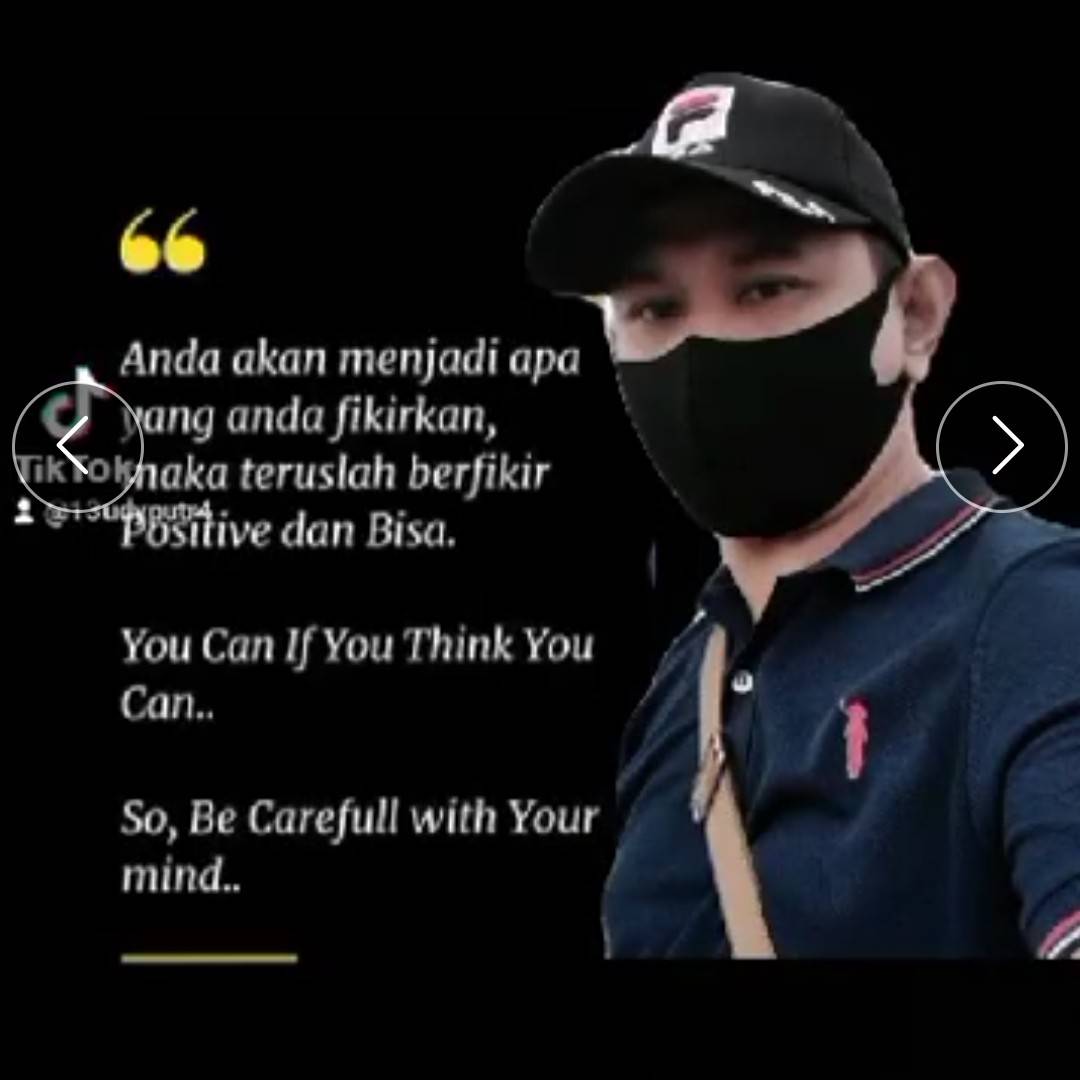 Anda akan menjadi apa
yang anda fikirkan,
maka teruslah berfikir
Positive dan Bisa.
You Can If You Think You
Can..
So, Be Carefull with Your
mind..
TikTok